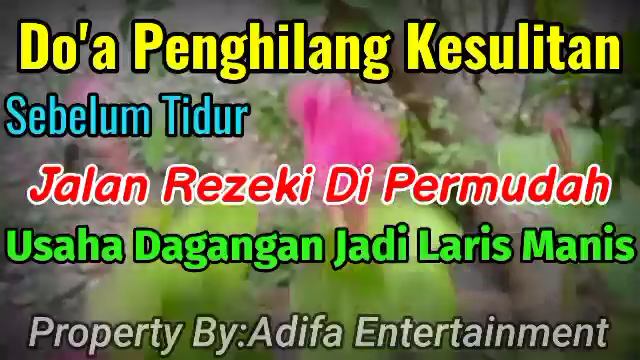 Do'a Penghilang Kesulitan
Sebelum Tidur
Jalan Rezeki Di Permudah
Usaha Dagangan Jadi Laris Manis
Property By:Adifa Entertainment